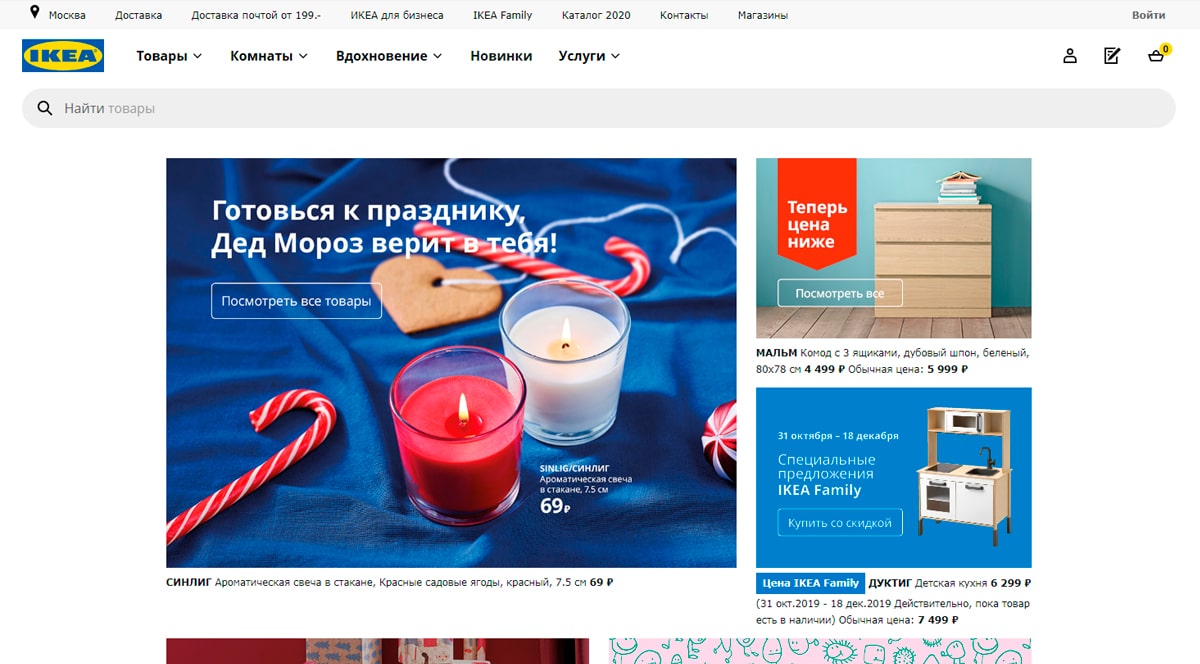 Москва
Доставка
Доставка почтой от 199.-
ИКЕА для бизнеса
IKEA Family
Каталог 2020
Контакты
Магазины
Войти
IKEA
Товары
Комнаты
Вдохновение
Новинки
Услуги
0
Найти товары
Готовься к празднику,
Дед Мороз верит в тебя!
Посмотреть все товары
SINLIG/СИНЛИГ
Ароматическая свеча
в стакане, 7.5 см
69₽
СИНЛИГ Ароматическая свеча в стакане, Красные садовые ягоды, красный, 7.5 см 69 ₽
Теперь
цена
ниже
Посмотреть все
МАЛЬМ Комод с 3 ящиками, дубовый шпон, беленый,
80x78 см 4 499 ₽ Обычная цена: 5 999 ₽
31 октября – 18 декабря
Специальные
предложения
IKEA Family
Купить со скидкой
Цена IKEA Family ДУКТИГ Детская кухня 6 299 ₽
(31 окт.2019 - 18 дек.2019 Действительно, пока товар
есть в наличии) Обычная цена: 7 499 ₽